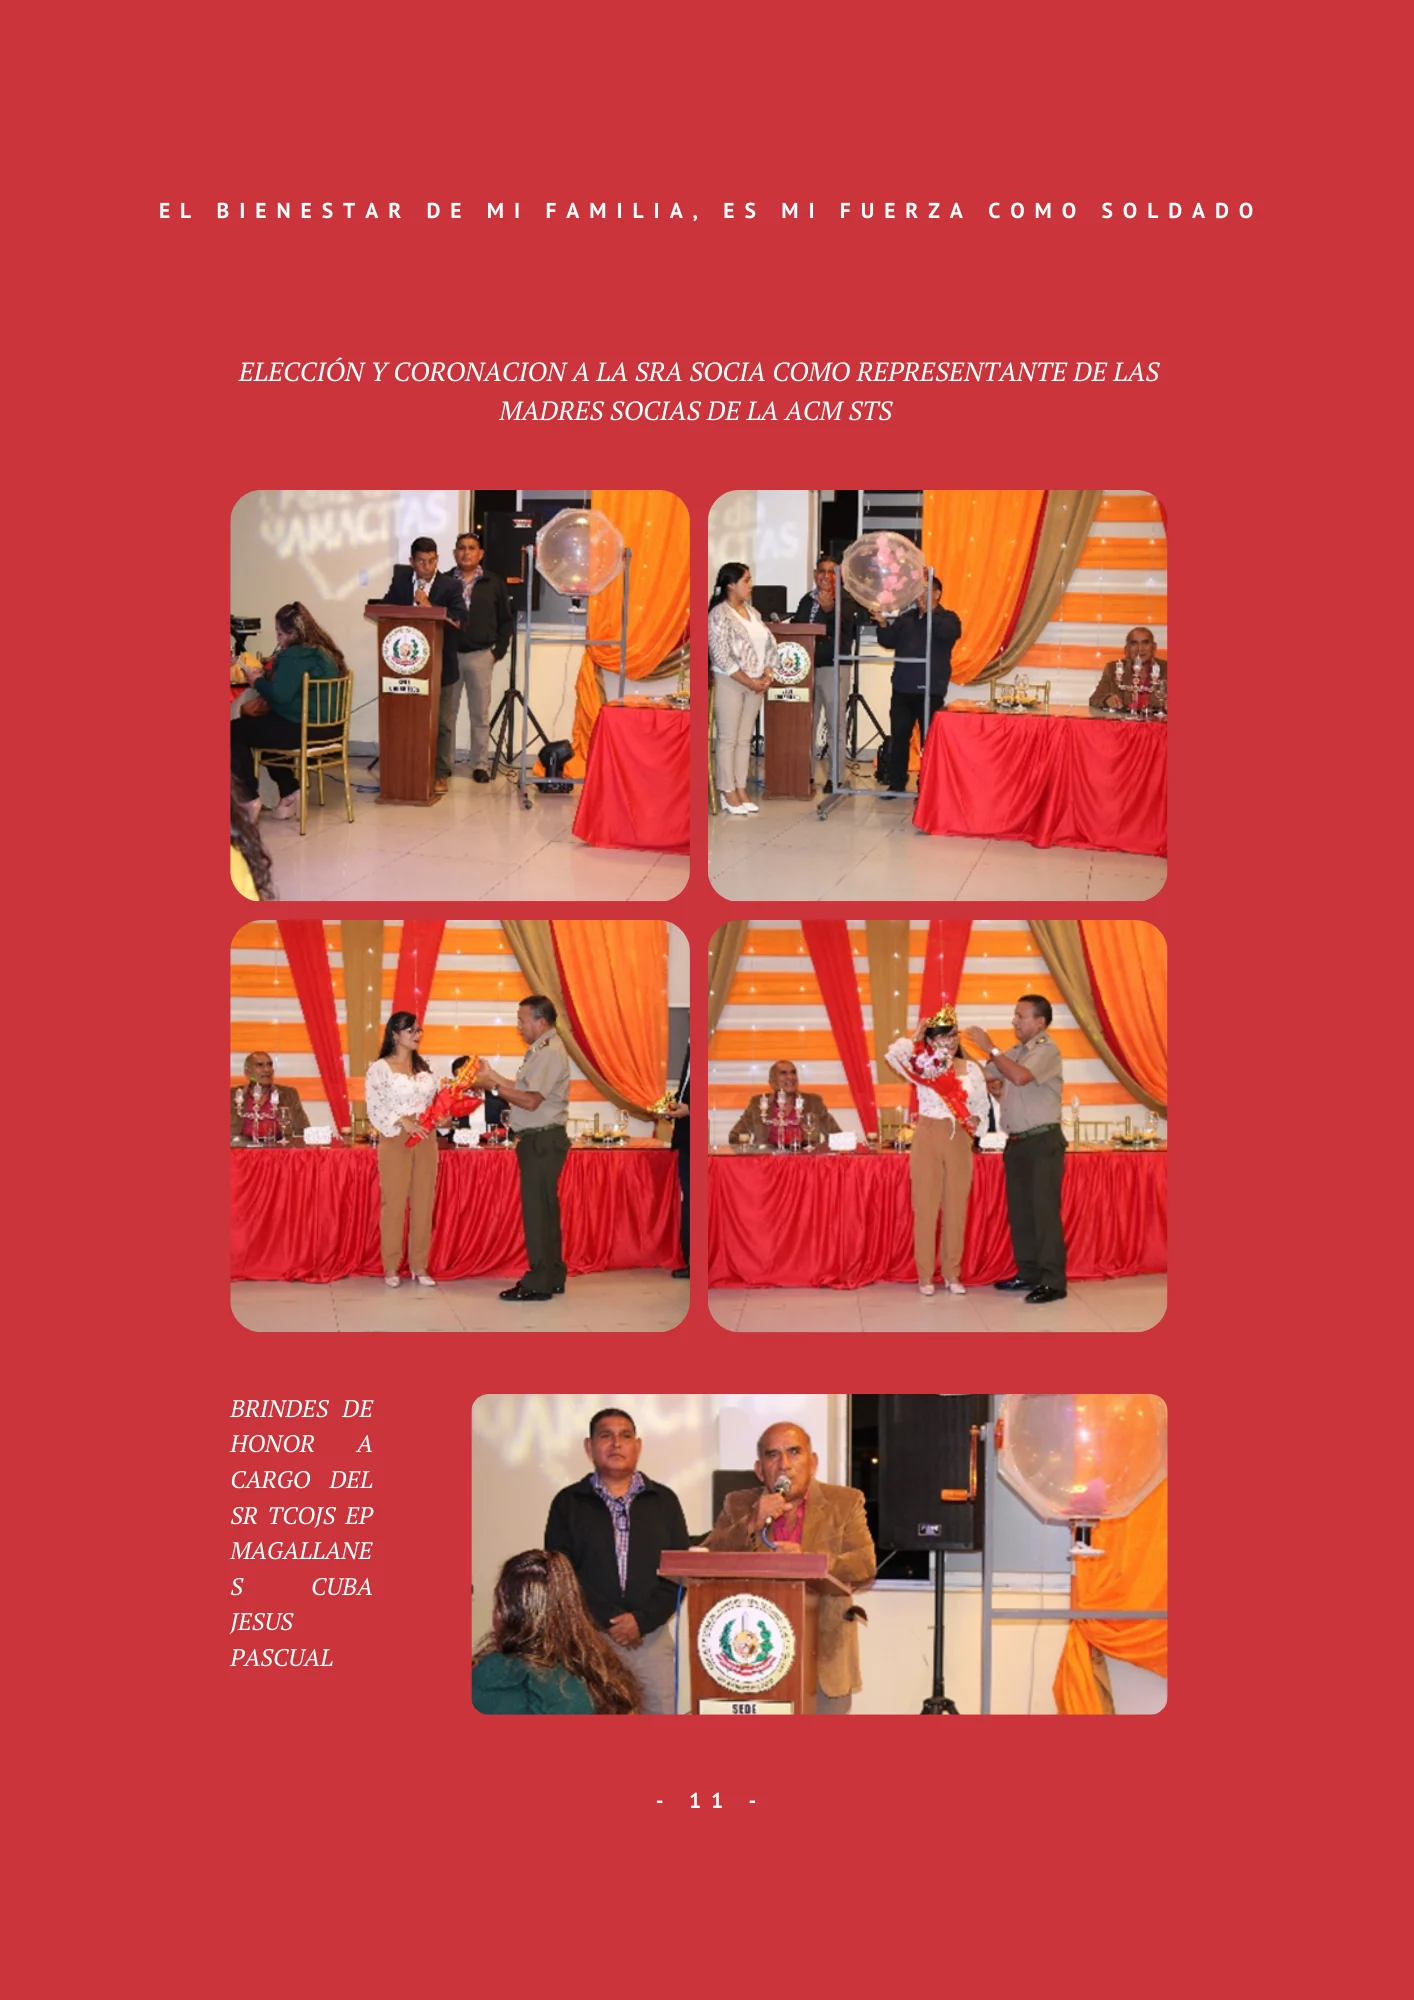 EL BIENESTAR DE MI FAMILIA, ES MI FUERZA COMO SOLDADO
ELECCIÓN Y CORONACION A LA SRA SOCIA COMO REPRESENTANTE DE LAS
MADRES SOCIAS DE LA ACM STS
BRINDES DE
HONOR A
CARGO DEL
SR TCOJS EP
MAGALLANE
S CUBA
JESUS
PASCUAL
SEDE
- 11 -